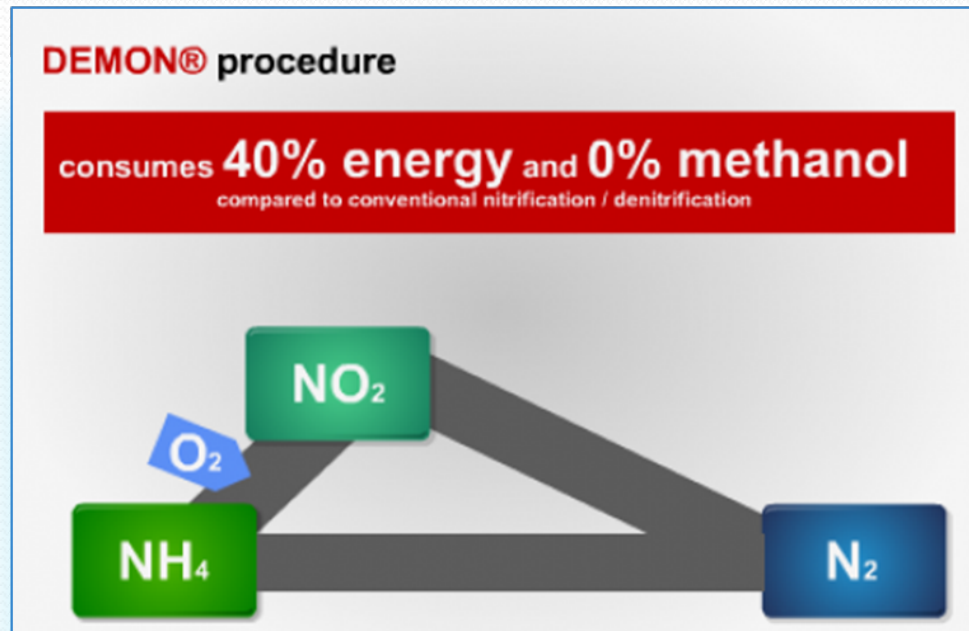 DEMON® procedure
consumes 40% energy and 0% methanol
compared to conventional nitrification / denitrification
NO₂
O₂
NH₄
N₂